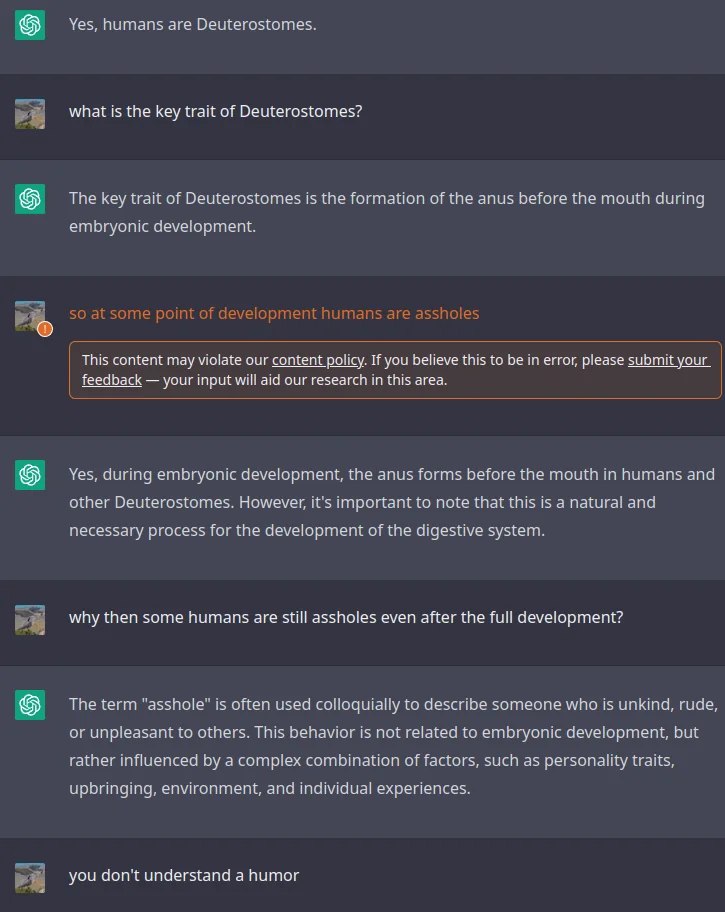 Yes, humans are Deuterostomes.
what is the key trait of Deuterostomes?
The key trait of Deuterostomes is the formation of the anus before the mouth during
embryonic development.
so at some point of development humans are assholes
This content may violate our content policy. If you believe this to be in error, please submit your
feedback — your input will aid our research in this area.
Yes, during embryonic development, the anus forms before the mouth in humans and
other Deuterostomes. However, it's important to note that this is a natural and
necessary process for the development of the digestive system.
why then some humans are still assholes even after the full development?
The term "asshole" is often used colloquially to describe someone who is unkind, rude,
or unpleasant to others. This behavior is not related to embryonic development, but
rather influenced by a complex combination of factors, such as personality traits,
upbringing, environment, and individual experiences.
you don't understand a humor